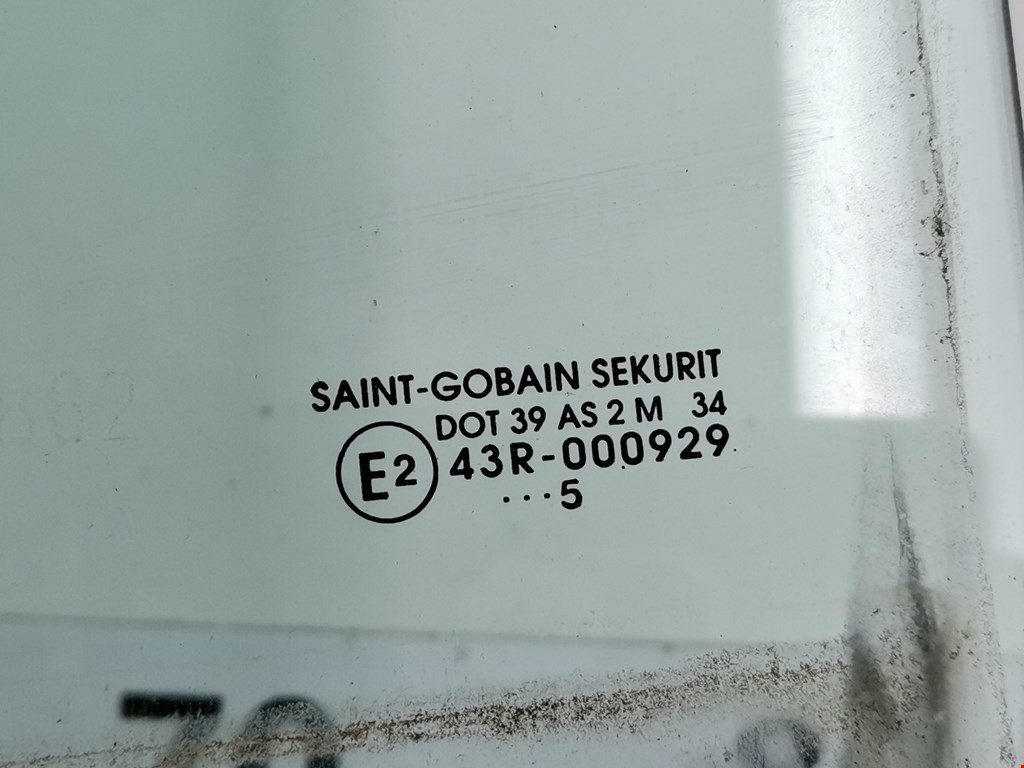 SAINT-GOBAIN SEKURIT
DOT 39 AS 2 M 34
E2 43R-000929
...5